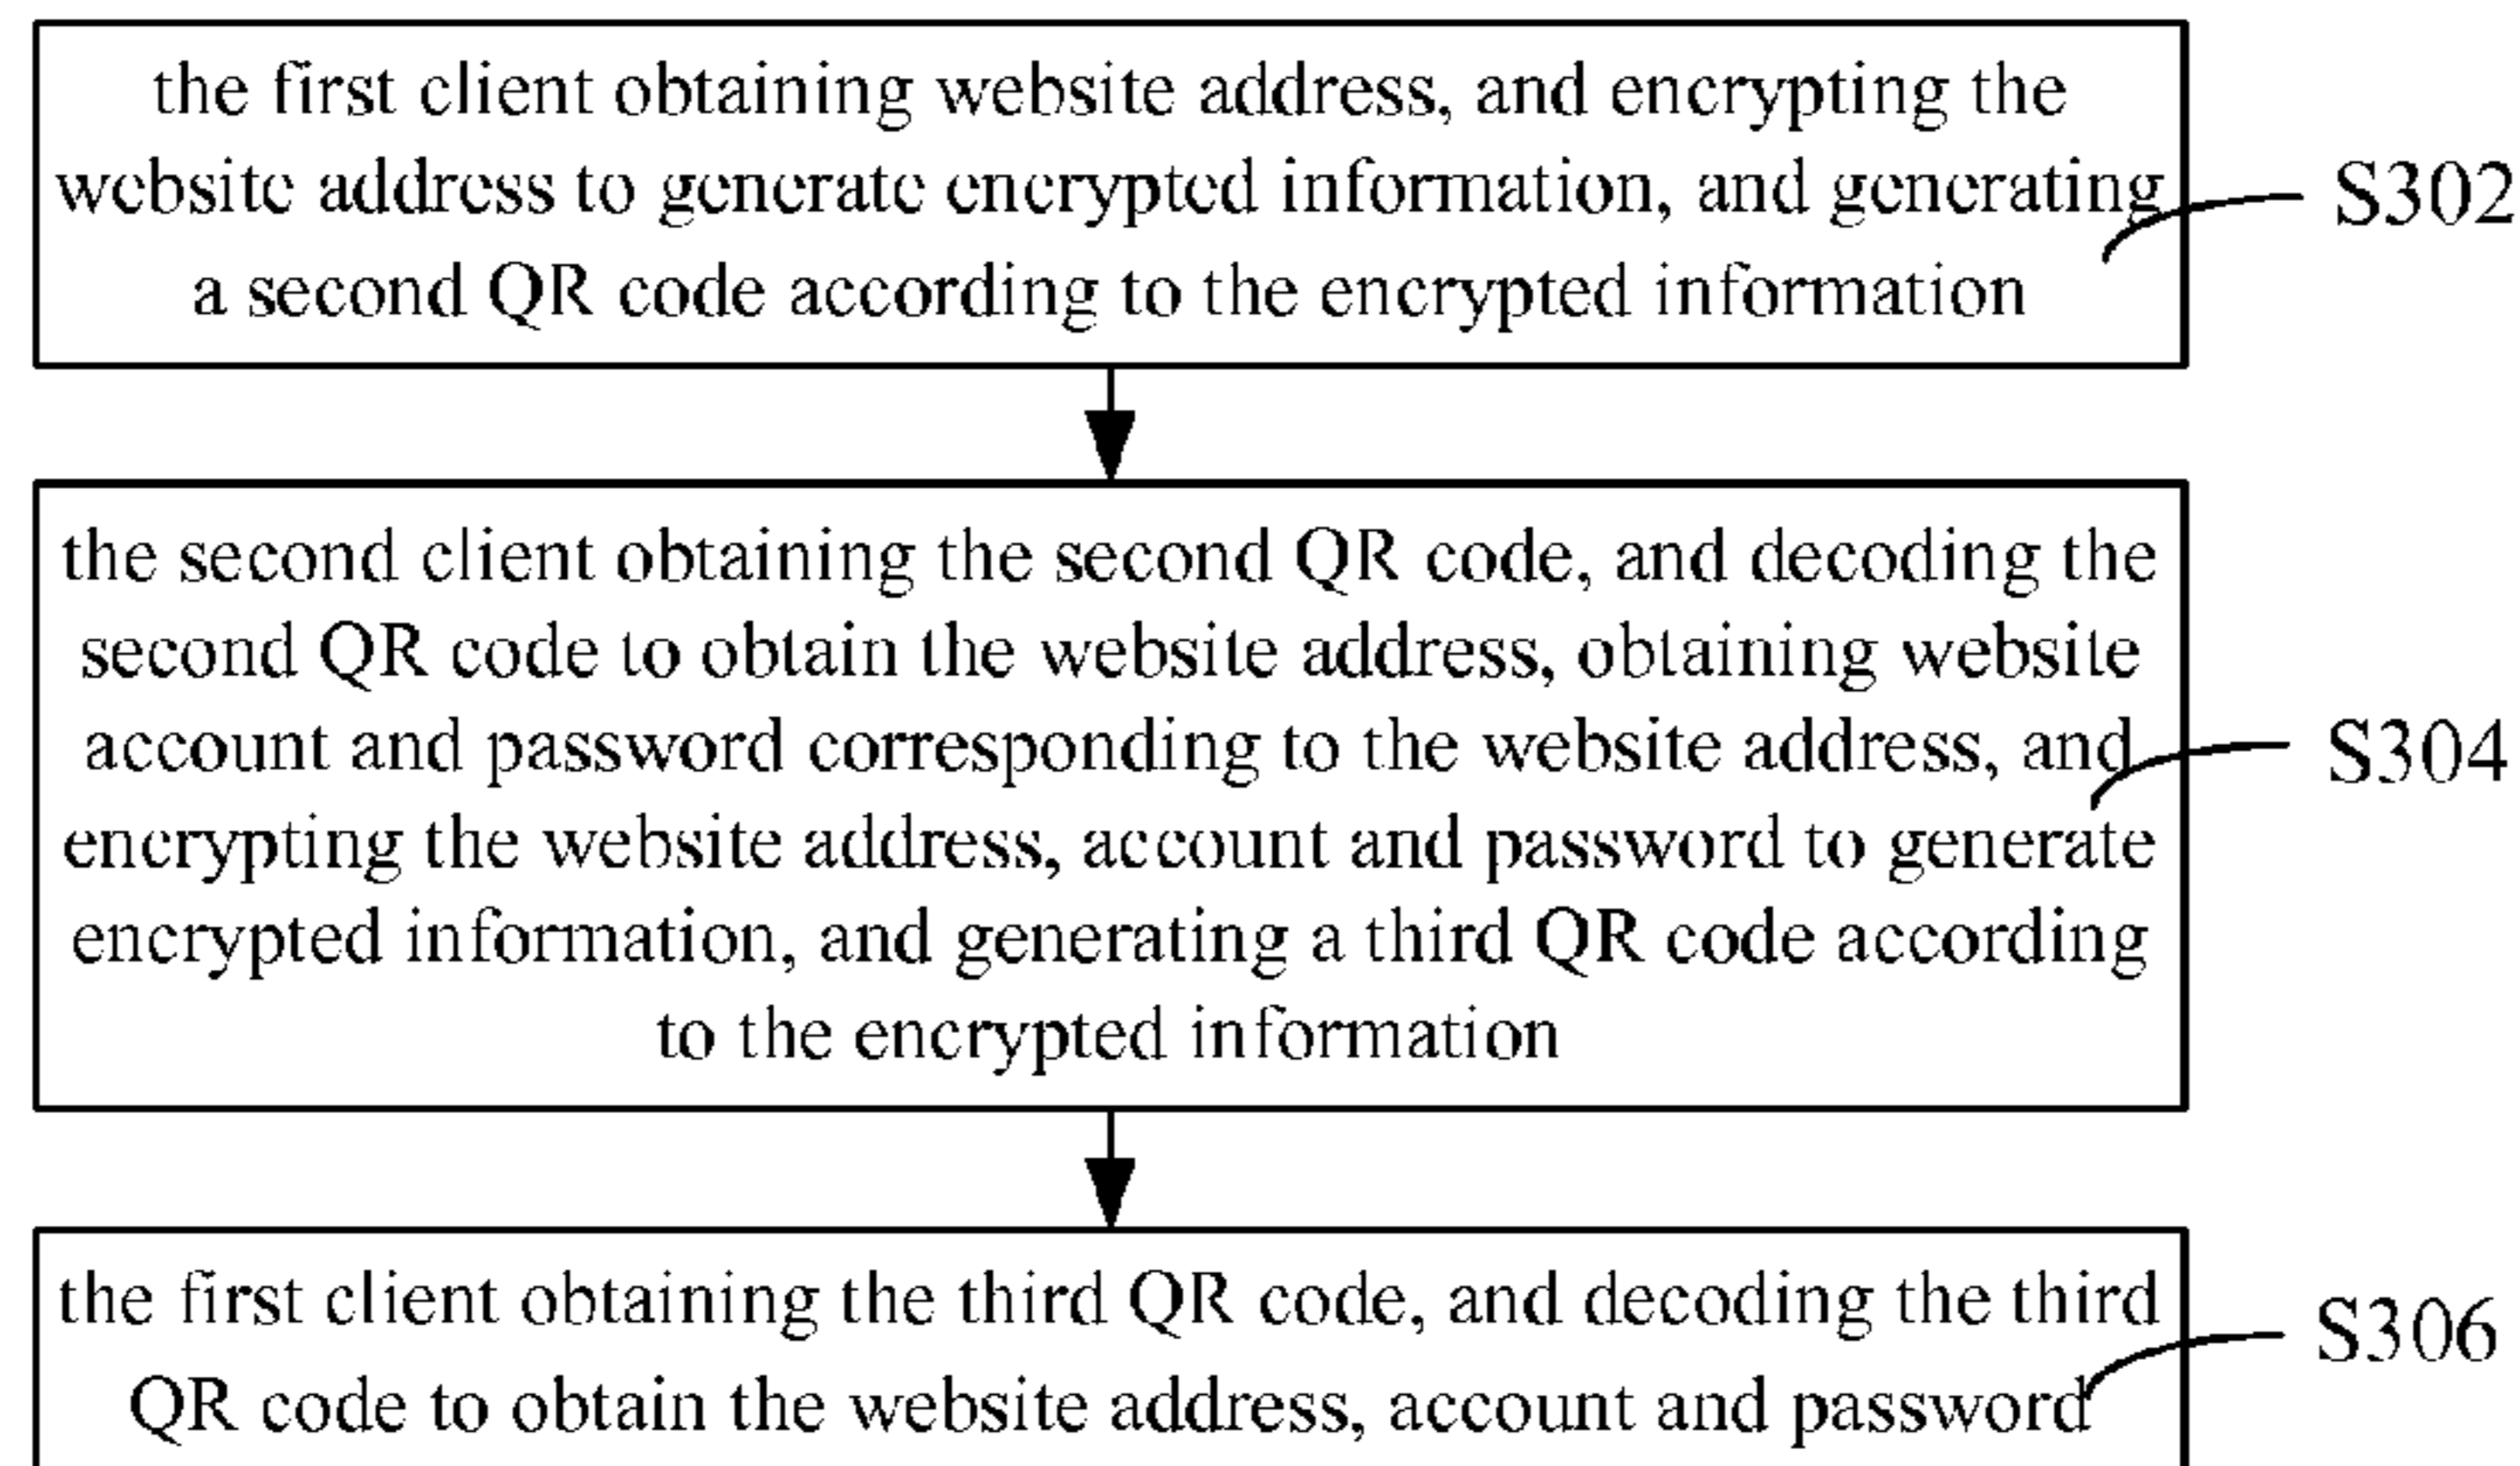 the first client obtaining website address, and encrypting the
website address to generate encrypted information, and generating
a second QR code according to the encrypted information
S302
the second client obtaining the second QR code, and decoding the
second QR code to obtain the website address, obtaining website
account and password corresponding to the website address, and
encrypting the website address, account and password to generate
encrypted information, and generating a third QR code according
to the encrypted information
S304
the first client obtaining the third QR code, and decoding the third
QR code to obtain the website address, account and password
S306